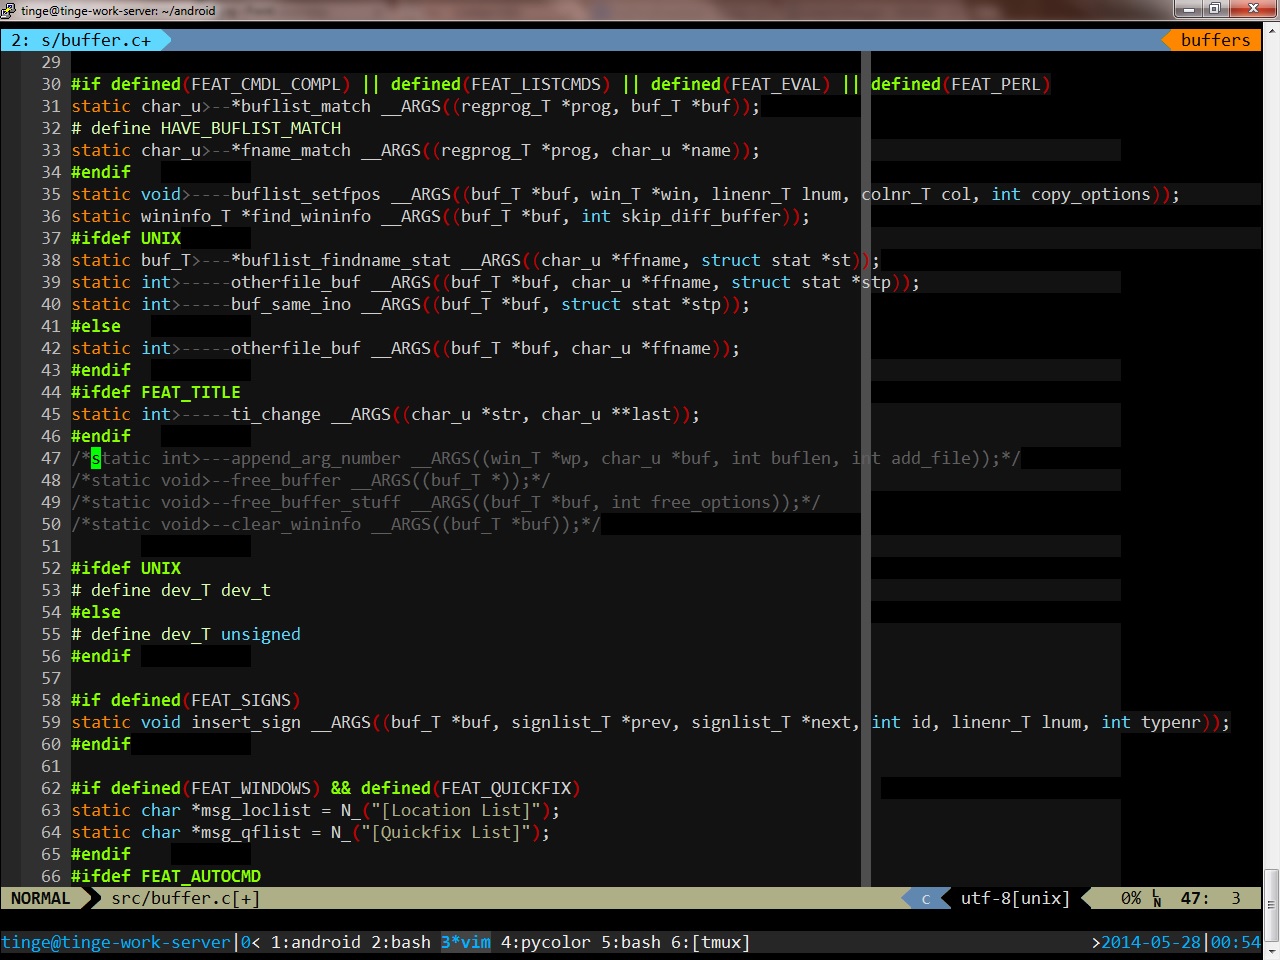 tinge@tinge-work-server: ~/android
2: s/buffer.c+ buffers
29
30 #if defined(FEAT_CMDL_COMPL) || defined(FEAT_LISTCMDS) || defined(FEAT_EVAL) || defined(FEAT_PERL)
31 static char_u>--*buflist_match __ARGS((regprog_T *prog, buf_T *buf));
32 # define HAVE_BUFLIST_MATCH
33 static char_u>--*fname_match __ARGS((regprog_T *prog, char_u *name));
34 #endif
35 static void>----buflist_setfpos __ARGS((buf_T *buf, win_T *win, linenr_T lnum, colnr_T col, int copy_options));
36 static wininfo_T *find_wininfo __ARGS((buf_T *buf, int skip_diff_buffer));
37 #ifdef UNIX
38 static buf_T>---*buflist_findname_stat __ARGS((char_u *ffname, struct stat *st));
39 static int>-----otherfile_buf __ARGS((buf_T *buf, char_u *ffname, struct stat *stp));
40 static int>-----buf_same_ino __ARGS((buf_T *buf, struct stat *stp));
41 #else
42 static int>-----otherfile_buf __ARGS((buf_T *buf, char_u *ffname));
43 #endif
44 #ifdef FEAT_TITLE
45 static int>-----ti_change __ARGS((char_u *str, char_u **last));
46 #endif
47 /*static int>---append_arg_number __ARGS((win_T *wp, char_u *buf, int buflen, int add_file));*/
48 /*static void>--free_buffer __ARGS((buf_T *));*/
49 /*static void>--free_buffer_stuff __ARGS((buf_T *buf, int free_options));*/
50 /*static void>--clear_wininfo __ARGS((buf_T *buf));*/
51
52 #ifdef UNIX
53 # define dev_T dev_t
54 #else
55 # define dev_T unsigned
56 #endif
57
58 #if defined(FEAT_SIGNS)
59 static void insert_sign __ARGS((buf_T *buf, signlist_T *prev, signlist_T *next, int id, linenr_T lnum, int typenr));
60 #endif
61
62 #if defined(FEAT_WINDOWS) && defined(FEAT_QUICKFIX)
63 static char *msg_loclist = N_("[Location List]");
64 static char *msg_qflist = N_("[Quickfix List]");
65 #endif
66 #ifdef FEAT_AUTOCMD
NORMAL src/buffer.c[+] c utf-8[unix] 0% LN 47: 3
tinge@tinge-work-server|0< 1:android 2:bash 3*vim 4:pycolor 5:bash 6:[tmux] >2014-05-28|00:54